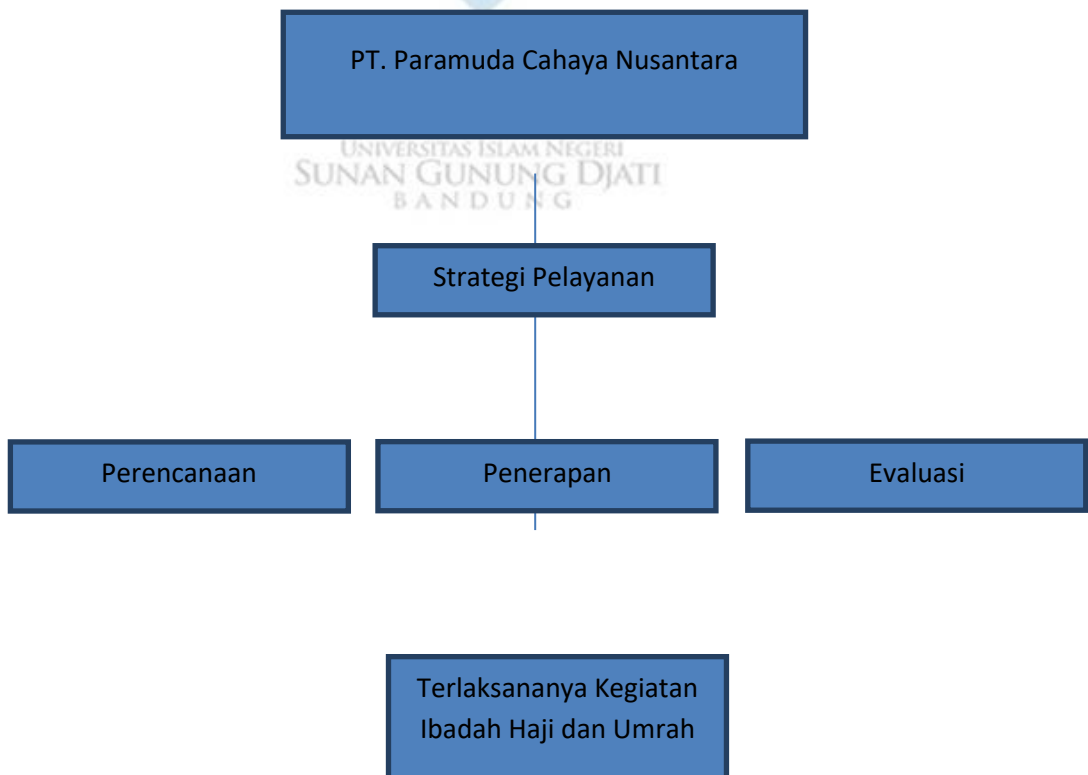 PT. Paramuda Cahaya Nusantara
UNIVERSITAS ISLAM NEGERI
SUNAN GUNUNG DJATI
BANDUNG
Strategi Pelayanan
Perencanaan
Penerapan
Evaluasi
Terlaksananya Kegiatan
Ibadah Haji dan Umrah